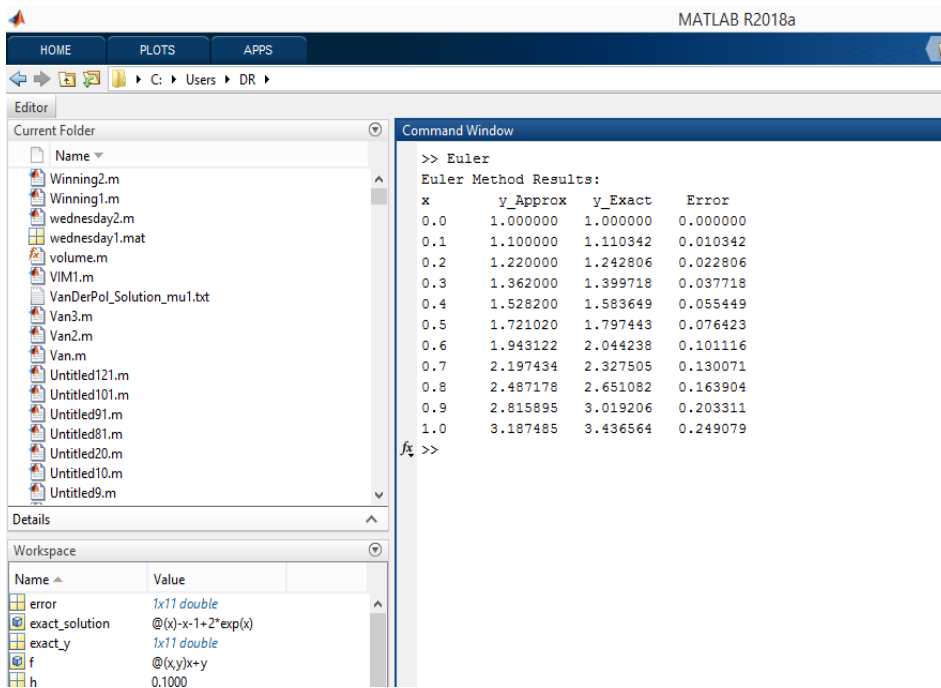 MATLAB R2018a
HOME PLOTS APPS
C: Users DR
Editor
Current Folder
Name
Winning2.m
Winning1.m
wednesday2.m
wednesday1.mat
volume.m
VIM1.m
VanDerPol_Solution_mu1.txt
Van3.m
Van2.m
Van.m
Untitled121.m
Untitled101.m
Untitled91.m
Untitled81.m
Untitled20.m
Untitled10.m
Untitled9.m
Details
Workspace
Name Value
error 1x11 double
exact_solution @(x)-x-1+2*exp(x)
exact_y 1x11 double
f @(x,y)x+y
h 0.1000
Command Window
>> Euler
Euler Method Results:
x y_Approx y_Exact Error
0.0 1.000000 1.000000 0.000000
0.1 1.100000 1.110342 0.010342
0.2 1.220000 1.242806 0.022806
0.3 1.362000 1.399718 0.037718
0.4 1.528200 1.583649 0.055449
0.5 1.721020 1.797443 0.076423
0.6 1.943122 2.044238 0.101116
0.7 2.197434 2.327505 0.130071
0.8 2.487178 2.651082 0.163904
0.9 2.815895 3.019206 0.203311
1.0 3.187485 3.436564 0.249079
fx >>